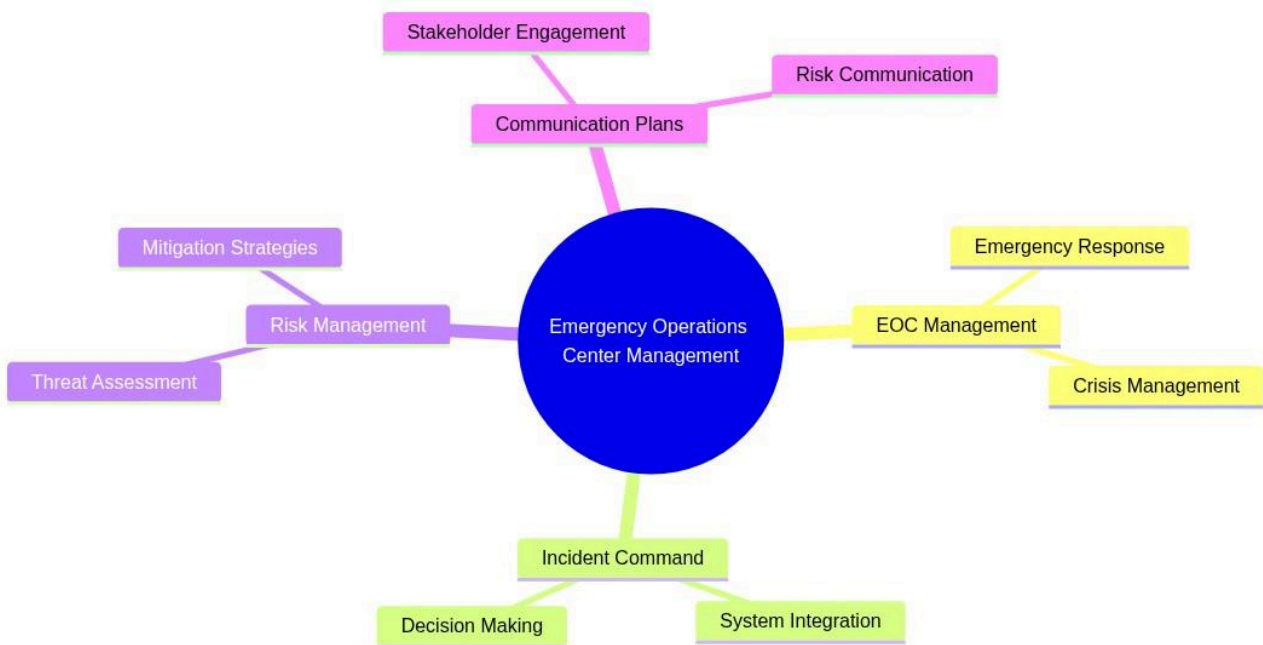 Stakeholder Engagement
Risk Communication
Communication Plans
Mitigation Strategies
Emergency Response
Risk Management
Emergency Operations
Center Management
EOC Management
Threat Assessment
Crisis Management
Incident Command
Decision Making
System Integration